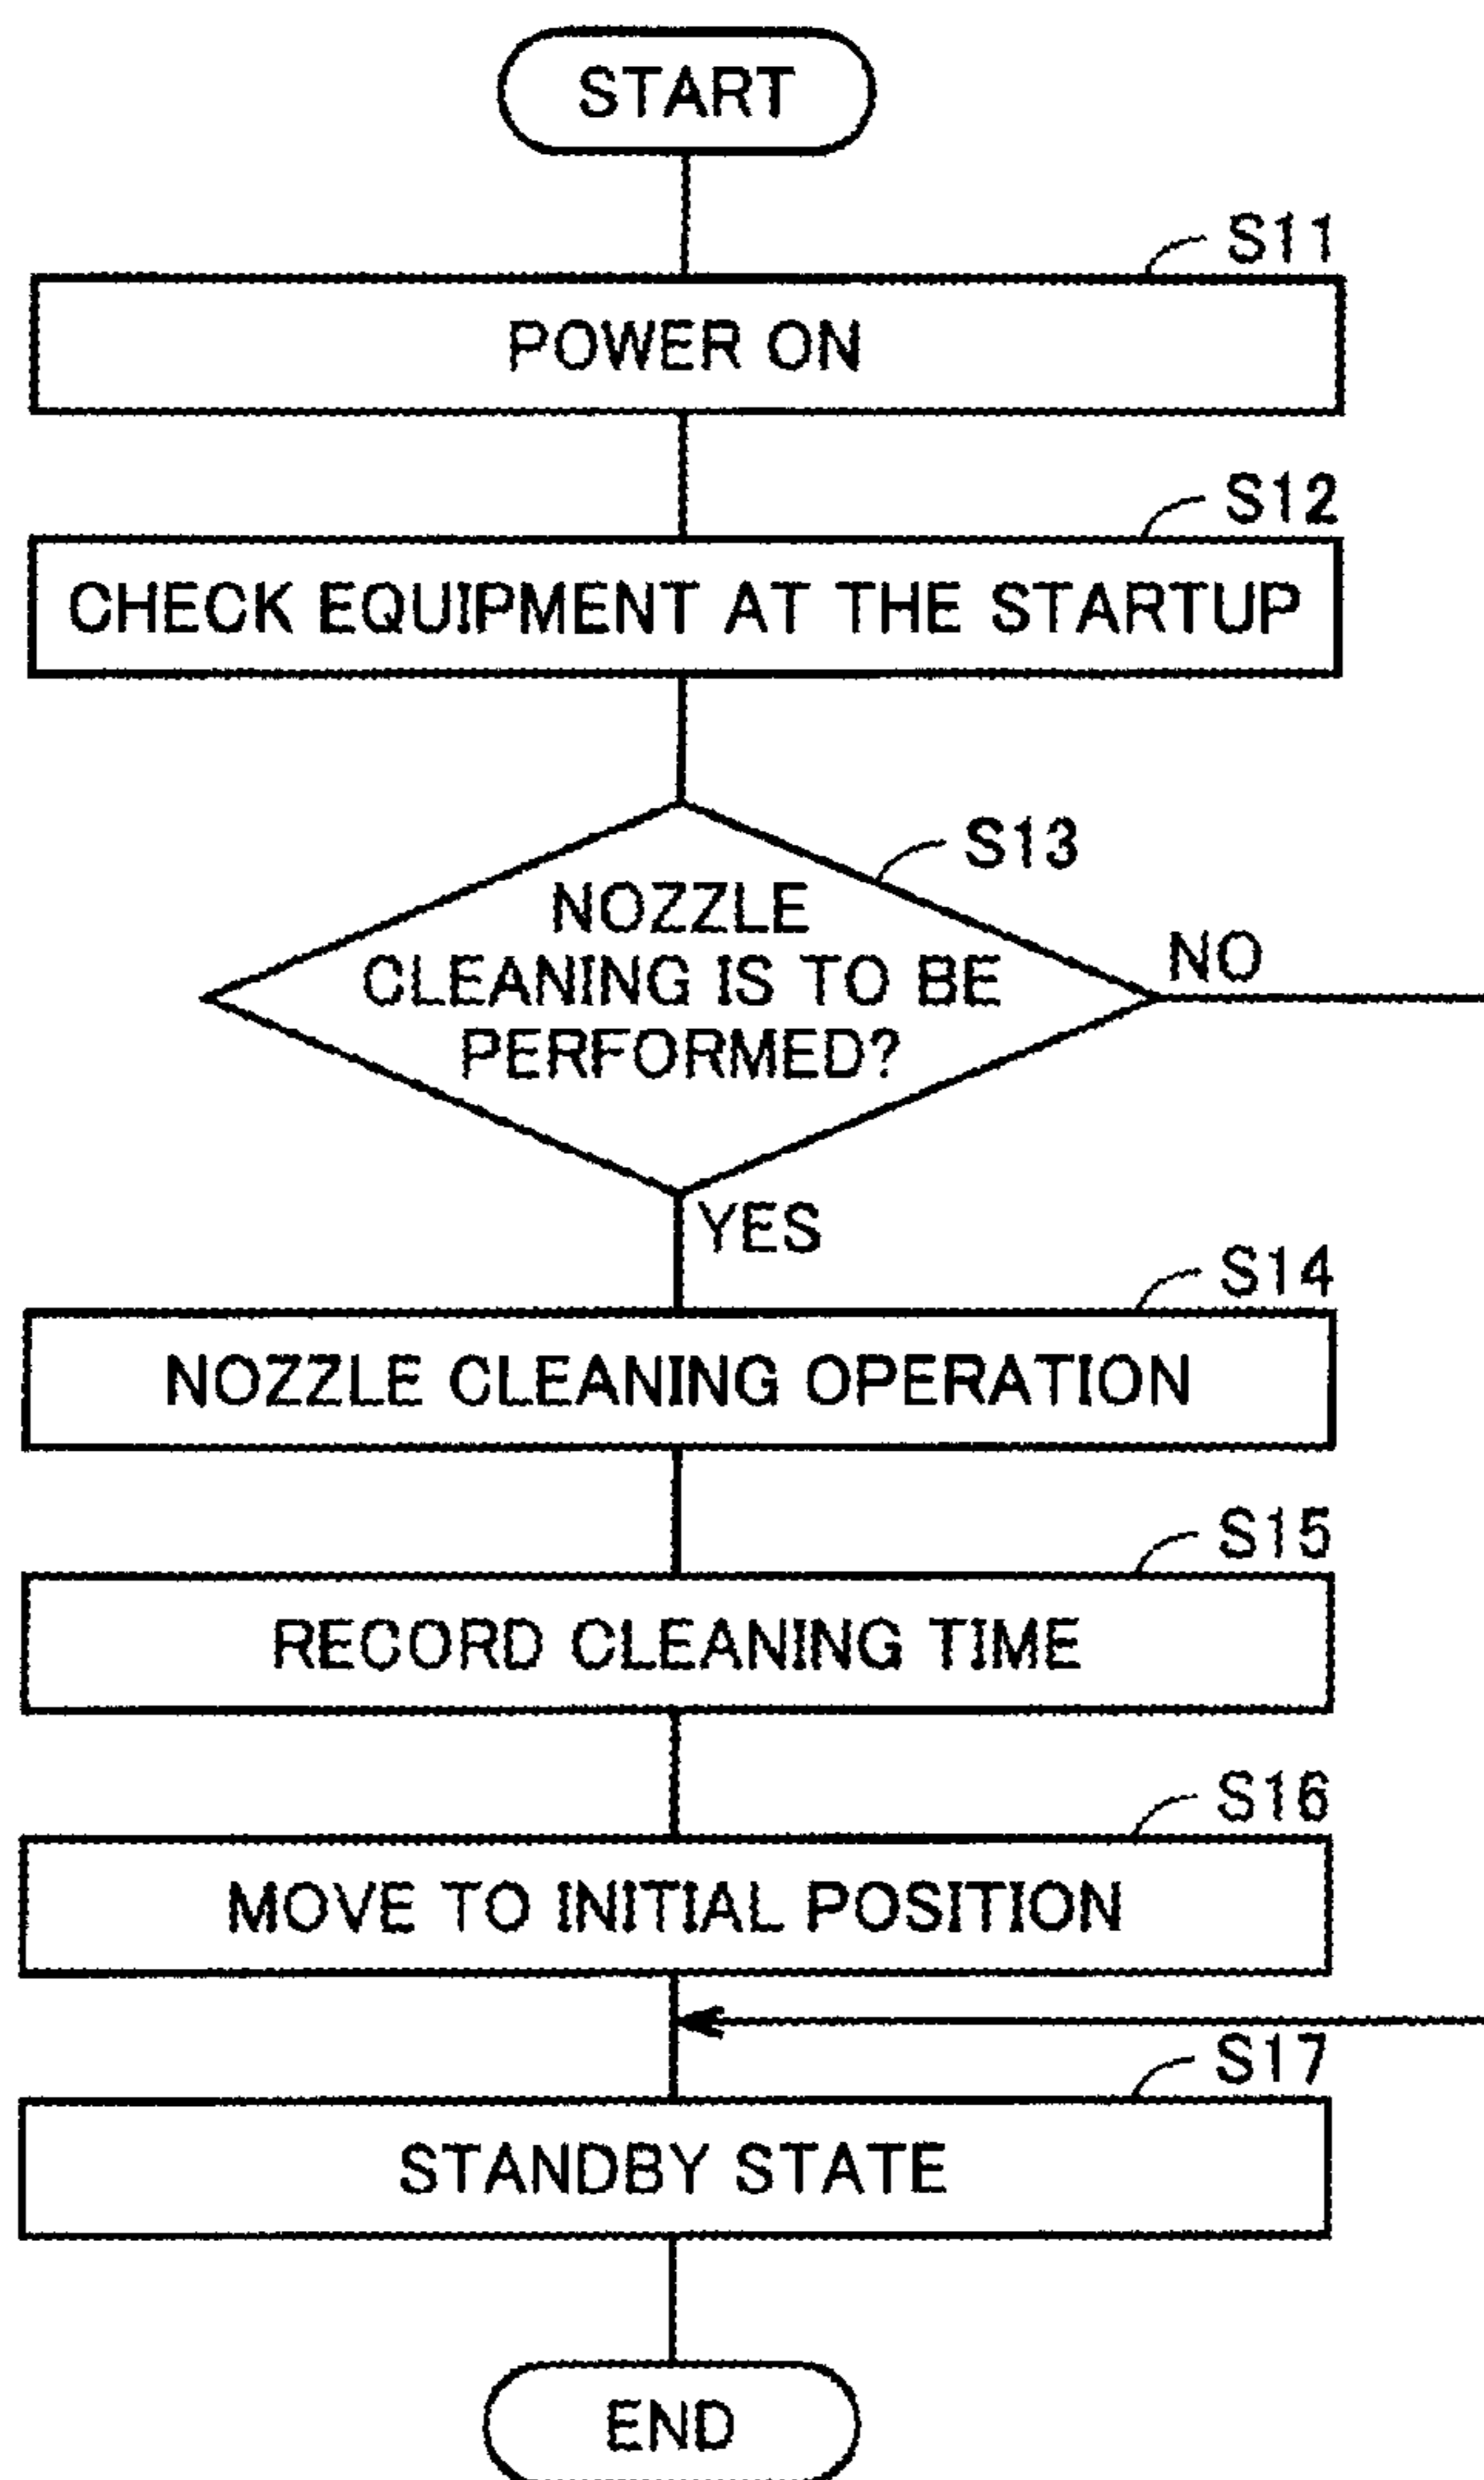 START
S11
POWER ON
S12
CHECK EQUIPMENT AT THE STARTUP
S13
NOZZLE
CLEANING IS TO BE
PERFORMED?
NO
YES
S14
NOZZLE CLEANING OPERATION
S15
RECORD CLEANING TIME
S16
MOVE TO INITIAL POSITION
S17
STANDBY STATE
END